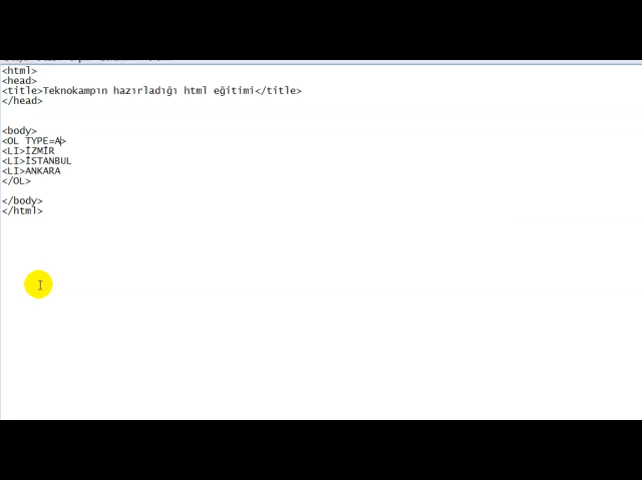 <html>
<head>
<title>Teknokampın hazırladığı html eğitimi</title>
</head>
<body>
<OL TYPE=A>
<LI>İZMİR
<LI>İSTANBUL
<LI>ANKARA
</OL>
</body>
</html>